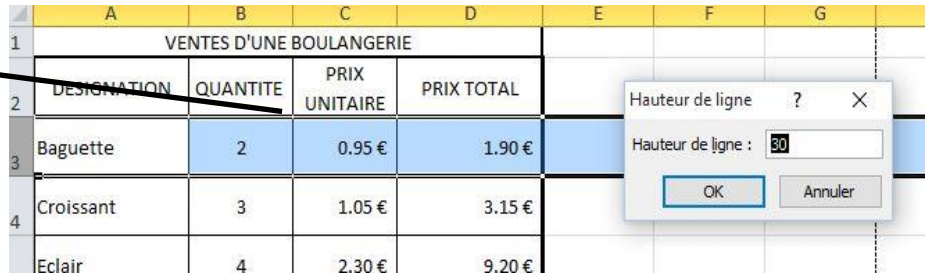 A B C D E F G
1 VENTES D'UNE BOULANGERIE
2 DESIGNATION QUANTITE PRIX UNITAIRE PRIX TOTAL
3 Baguette 2 0.95 € 1.90 €
4 Croissant 3 1.05 € 3.15 €
Eclair 4 2.30 € 9.20 €
Hauteur de ligne ? X
Hauteur de ligne : 30
OK Annuler